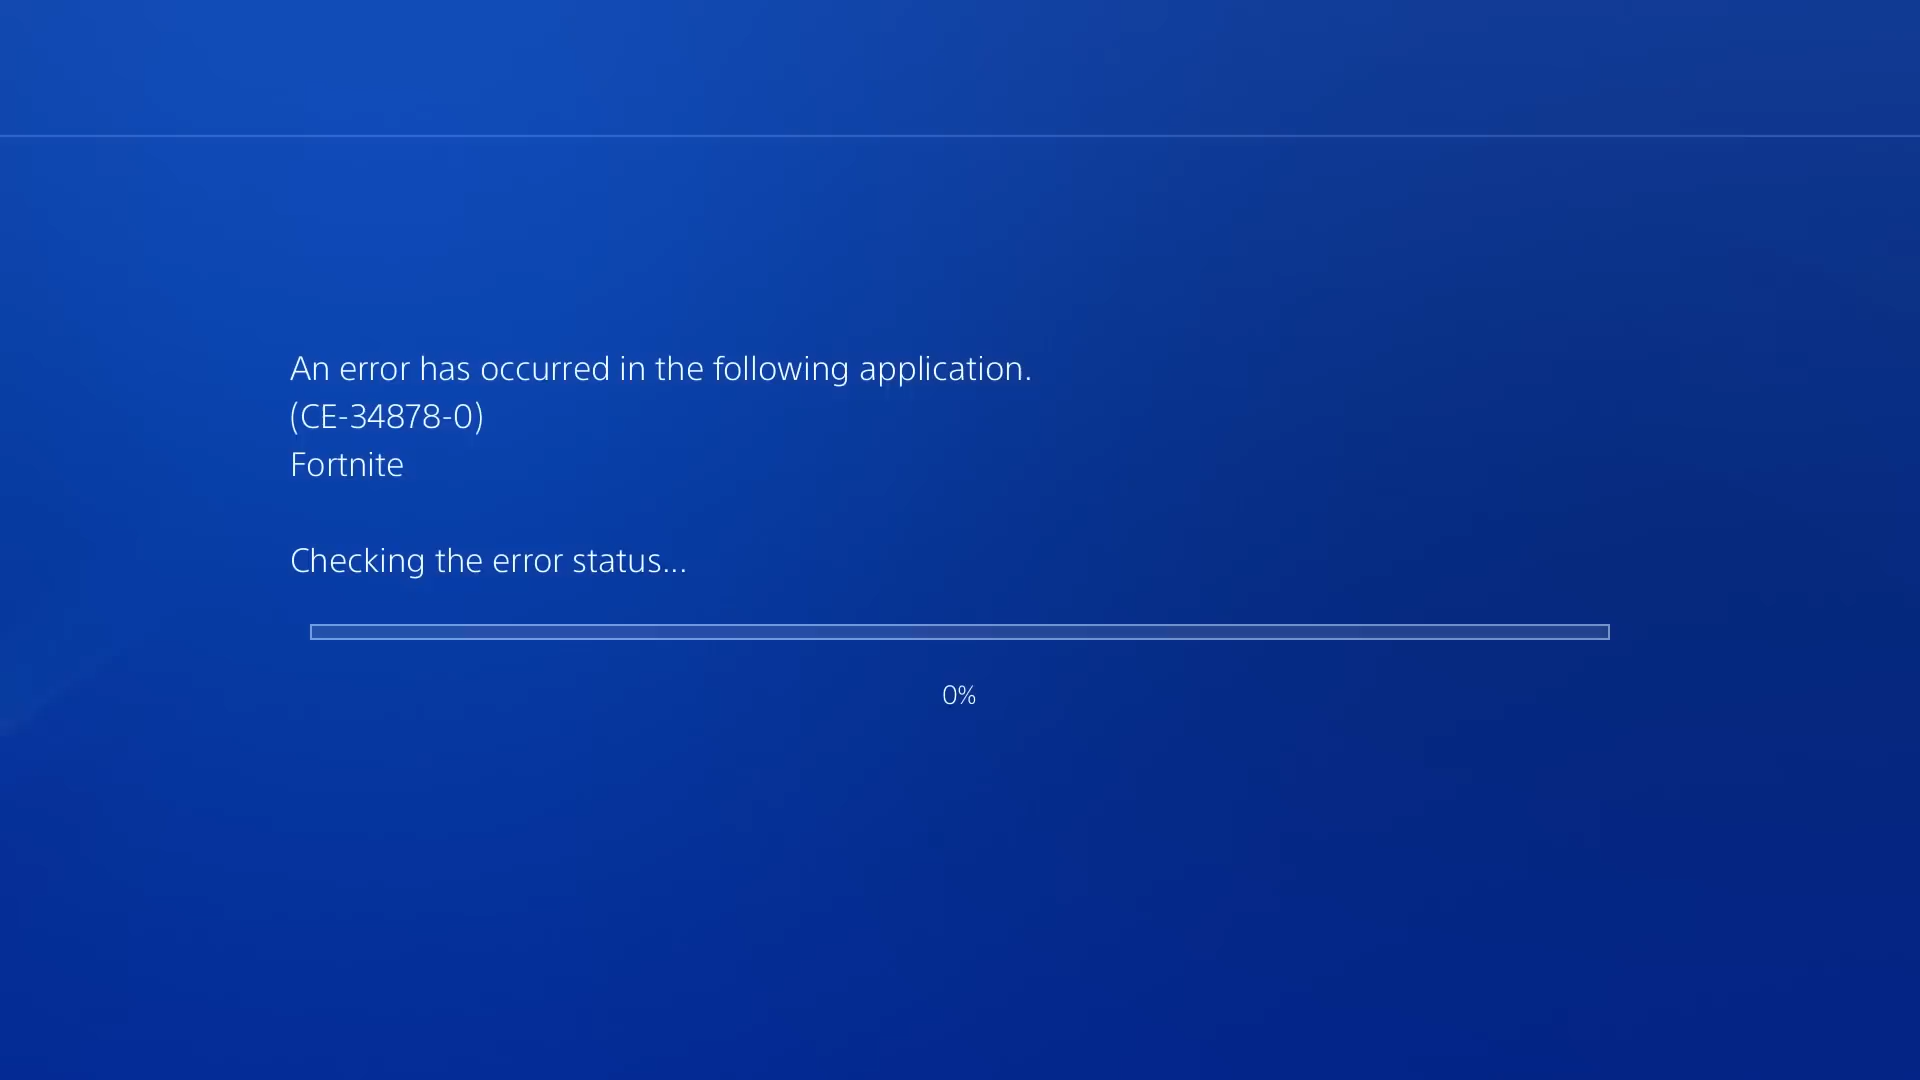 An error has occurred in the following application.
(CE-34878-0)
Fortnite
Checking the error status...
0%